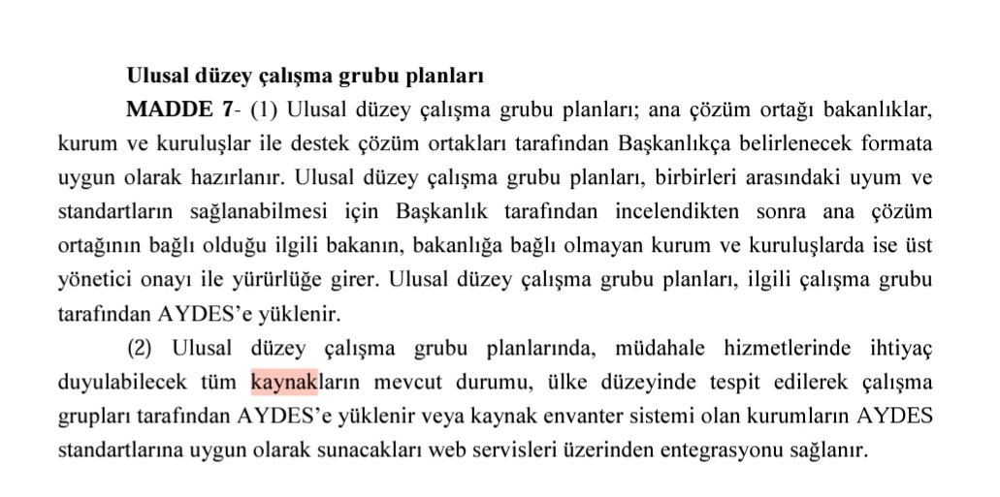 Ulusal düzey çalışma grubu planları
MADDE 7- (1) Ulusal düzey çalışma grubu planları; ana çözüm ortağı bakanlıklar,
kurum ve kuruluşlar ile destek çözüm ortakları tarafından Başkanlıkça belirlenecek formata
uygun olarak hazırlanır. Ulusal düzey çalışma grubu planları, birbirleri arasındaki uyum ve
standartların sağlanabilmesi için Başkanlık tarafından incelendikten sonra ana çözüm
ortağının bağlı olduğu ilgili bakanın, bakanlığa bağlı olmayan kurum ve kuruluşlarda ise üst
yönetici onayı ile yürürlüğe girer. Ulusal düzey çalışma grubu planları, ilgili çalışma grubu
tarafından AYDES’e yüklenir.
(2) Ulusal düzey çalışma grubu planlarında, müdahale hizmetlerinde ihtiyaç
duyulabilecek tüm kaynakların mevcut durumu, ülke düzeyinde tespit edilerek çalışma
grupları tarafından AYDES’e yüklenir veya kaynak envanter sistemi olan kurumların AYDES
standartlarına uygun olarak sunacakları web servisleri üzerinden entegrasyonu sağlanır.